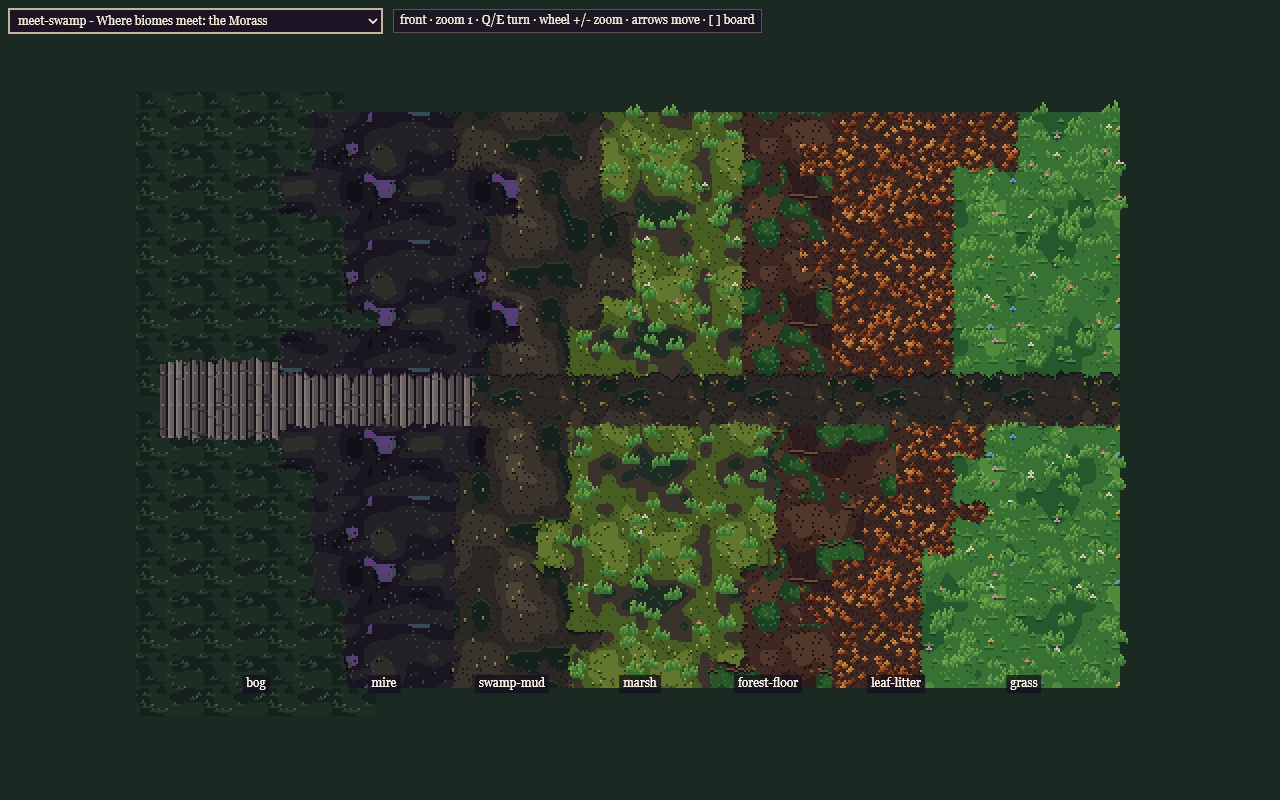 meet-swamp - Where biomes meet: the Morass
front · zoom 1 · Q/E turn · wheel +/- zoom · arrows move · [ ] board
bog
mire
swamp-mud
marsh
forest-floor
leaf-litter
grass